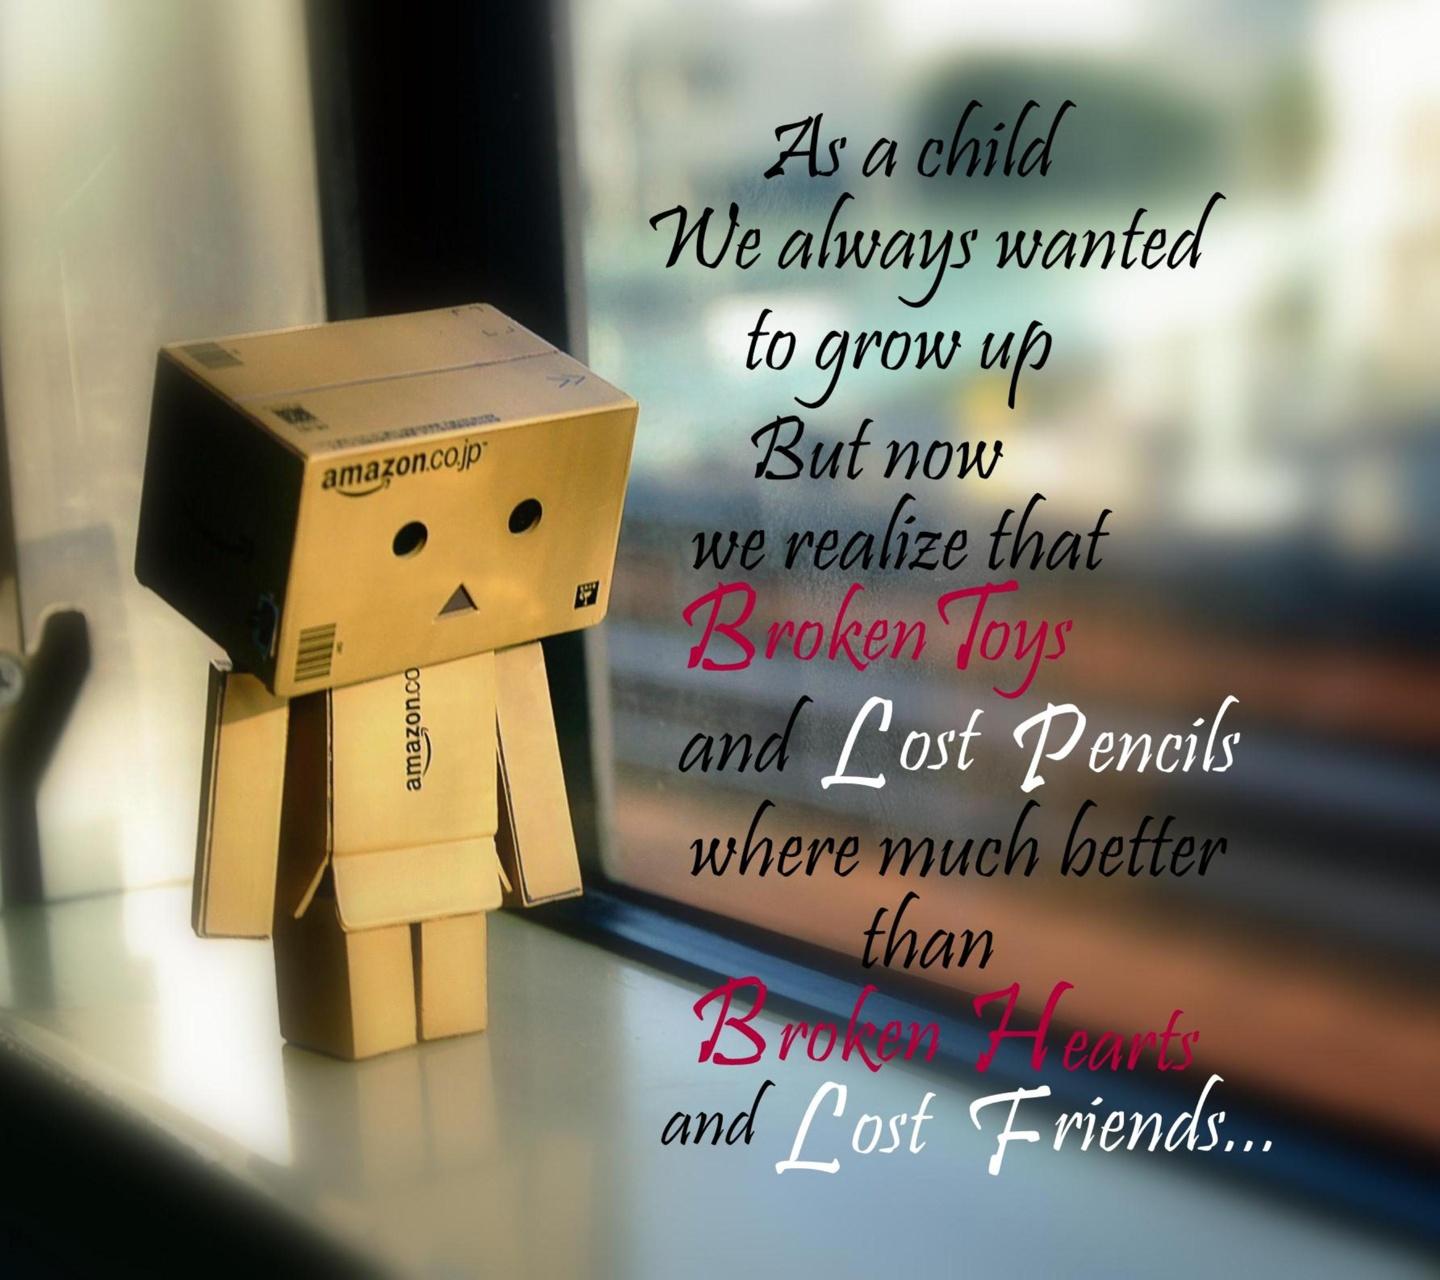 As a child
We always wanted
to grow up
But now
we realize that
Broken Toys
and Lost Pencils
where much better
than
Broken Hearts
and Lost Friends...
amazon.co.jp
amazon.co